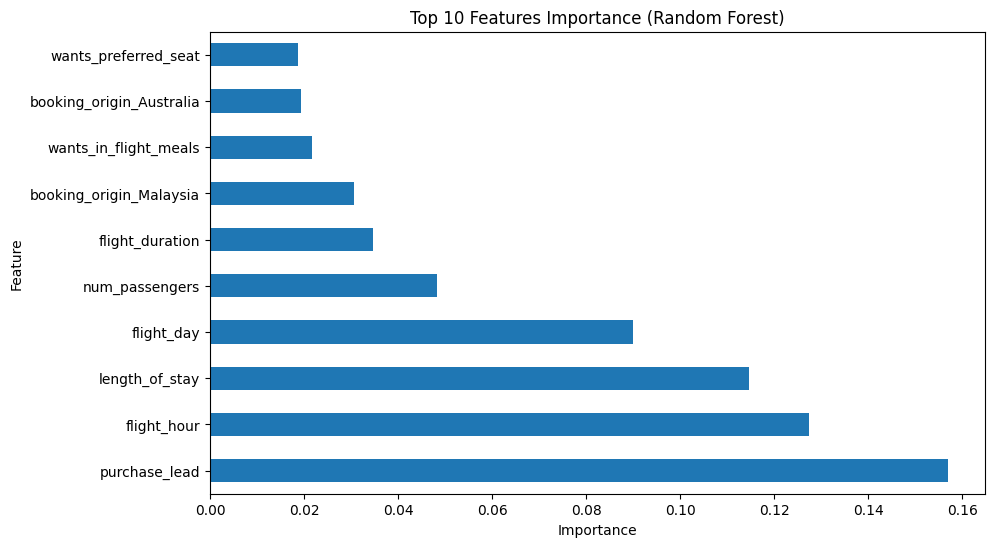 Top 10 Features Importance (Random Forest)
wants_preferred_seat
booking_origin_Australia
wants_in_flight_meals
booking_origin_Malaysia
flight_duration
num_passengers
flight_day
length_of_stay
flight_hour
purchase_lead
Feature
0.00 0.02 0.04 0.06 0.08 0.10 0.12 0.14 0.16
Importance